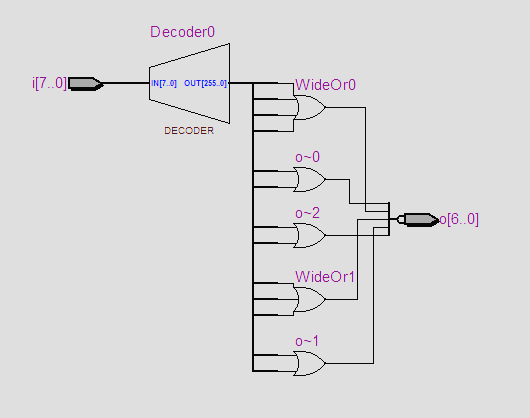 Decoder0
i[7..0]
IN[7..0] OUT[255..0]
DECODER
WideOr0
o~0
o~2
o[6..0]
WideOr1
o~1